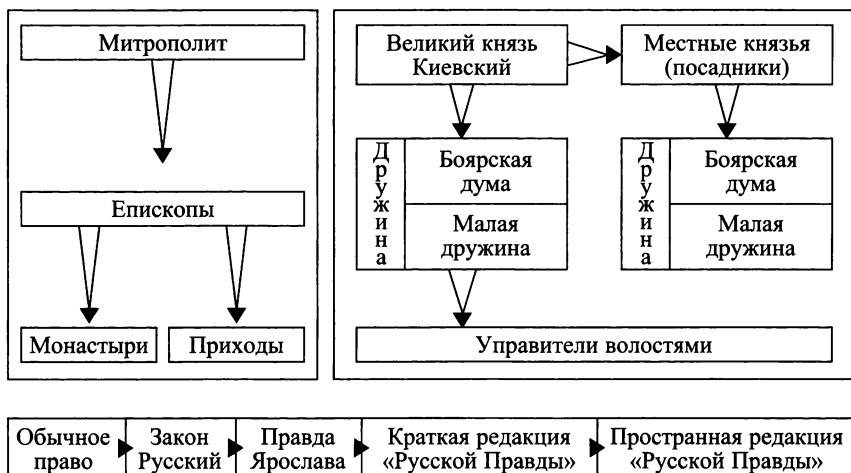 Митрополит
Епископы
Монастыри
Приходы
Великий князь
Киевский
Местные князья
(посадники)
Дружина
Боярская
дума
Малая
дружина
Дружина
Боярская
дума
Малая
дружина
Управители волостями
Обычное
право
Закон
Русский
Правда
Ярослава
Краткая редакция
«Русской Правды»
Пространная редакция
«Русской Правды»